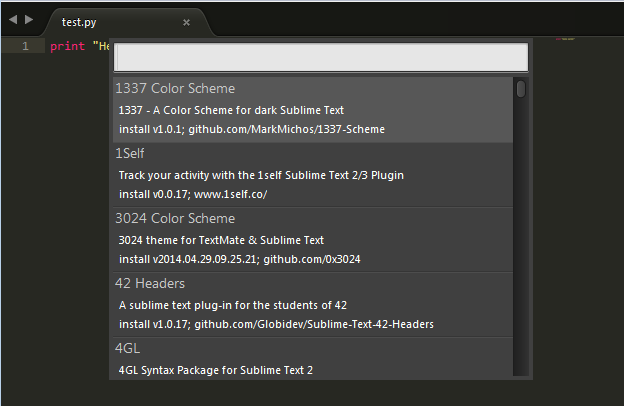 test.py ×
1 print "He
1337 Color Scheme
1337 - A Color Scheme for dark Sublime Text
install v1.0.1; github.com/MarkMichos/1337-Scheme
1Self
Track your activity with the 1self Sublime Text 2/3 Plugin
install v0.0.17; www.1self.co/
3024 Color Scheme
3024 theme for TextMate & Sublime Text
install v2014.04.29.09.25.21; github.com/0x3024
42 Headers
A sublime text plug-in for the students of 42
install v1.0.17; github.com/Globidev/Sublime-Text-42-Headers
4GL
4GL Syntax Package for Sublime Text 2